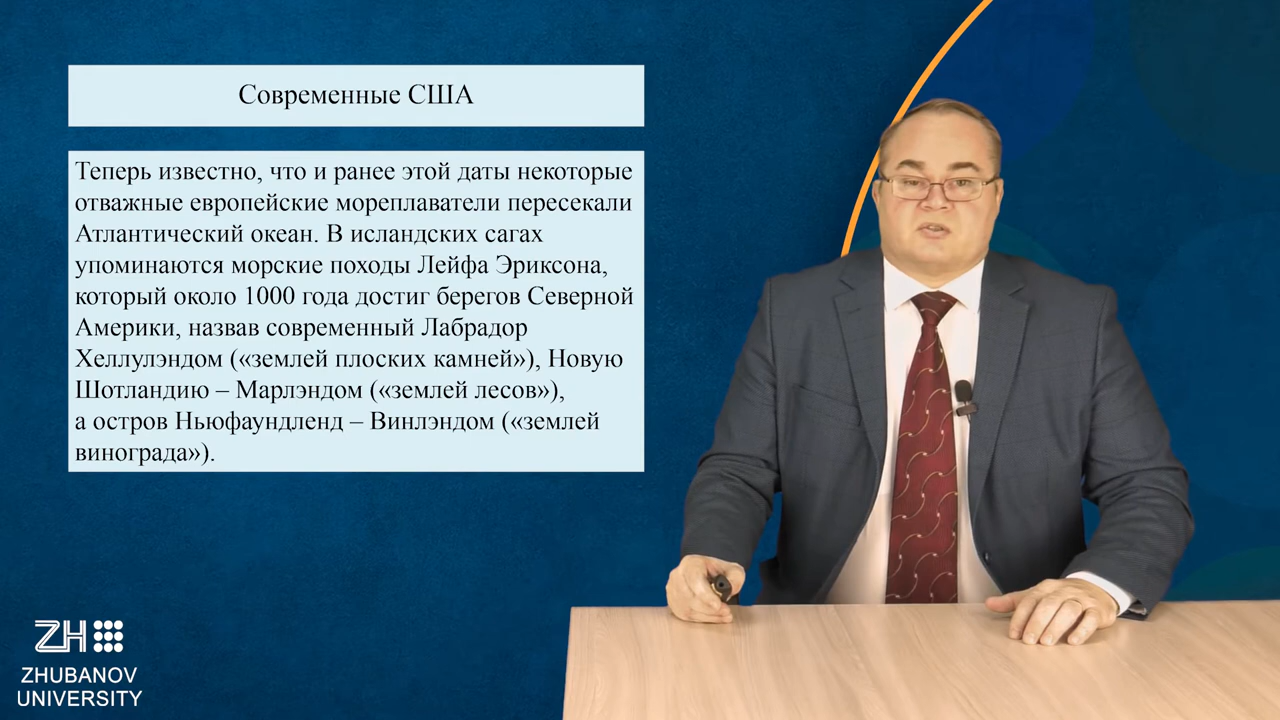 Современные США
Теперь известно, что и ранее этой даты некоторые
отважные европейские мореплаватели пересекали
Атлантический океан. В исландских сагах
упоминаются морские походы Лейфа Эриксона,
который около 1000 года достиг берегов Северной
Америки, назвав современный Лабрадор
Хеллулэндом («землей плоских камней»), Новую
Шотландию – Марлэндом («землей лесов»),
а остров Ньюфаундленд – Винлэндом («землей
винограда»).
ZH
ZHUBANOV
UNIVERSITY